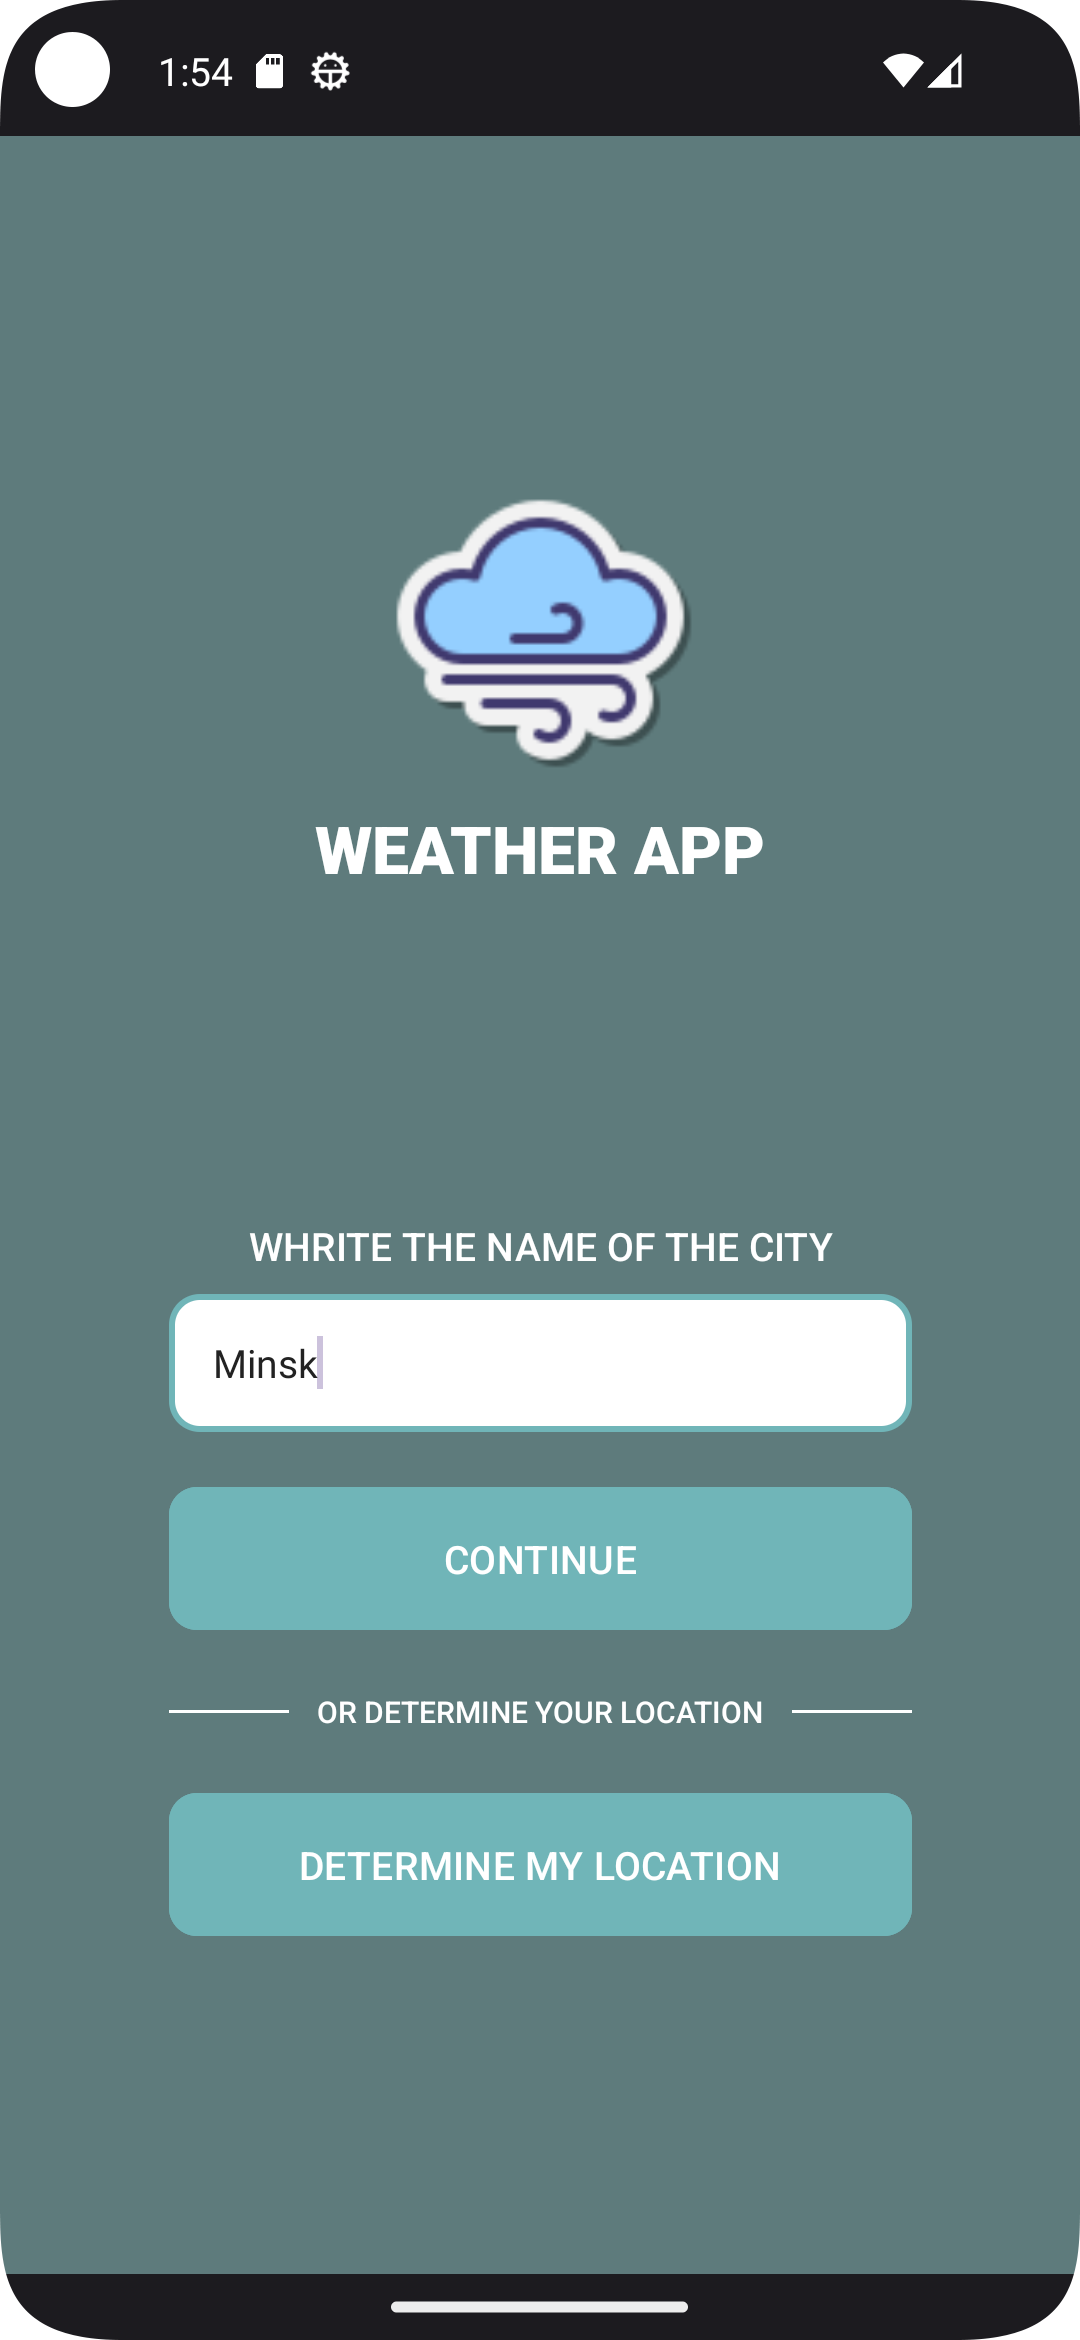 1:54
WEATHER APP
WHRITE THE NAME OF THE CITY
Minsk
CONTINUE
OR DETERMINE YOUR LOCATION
DETERMINE MY LOCATION